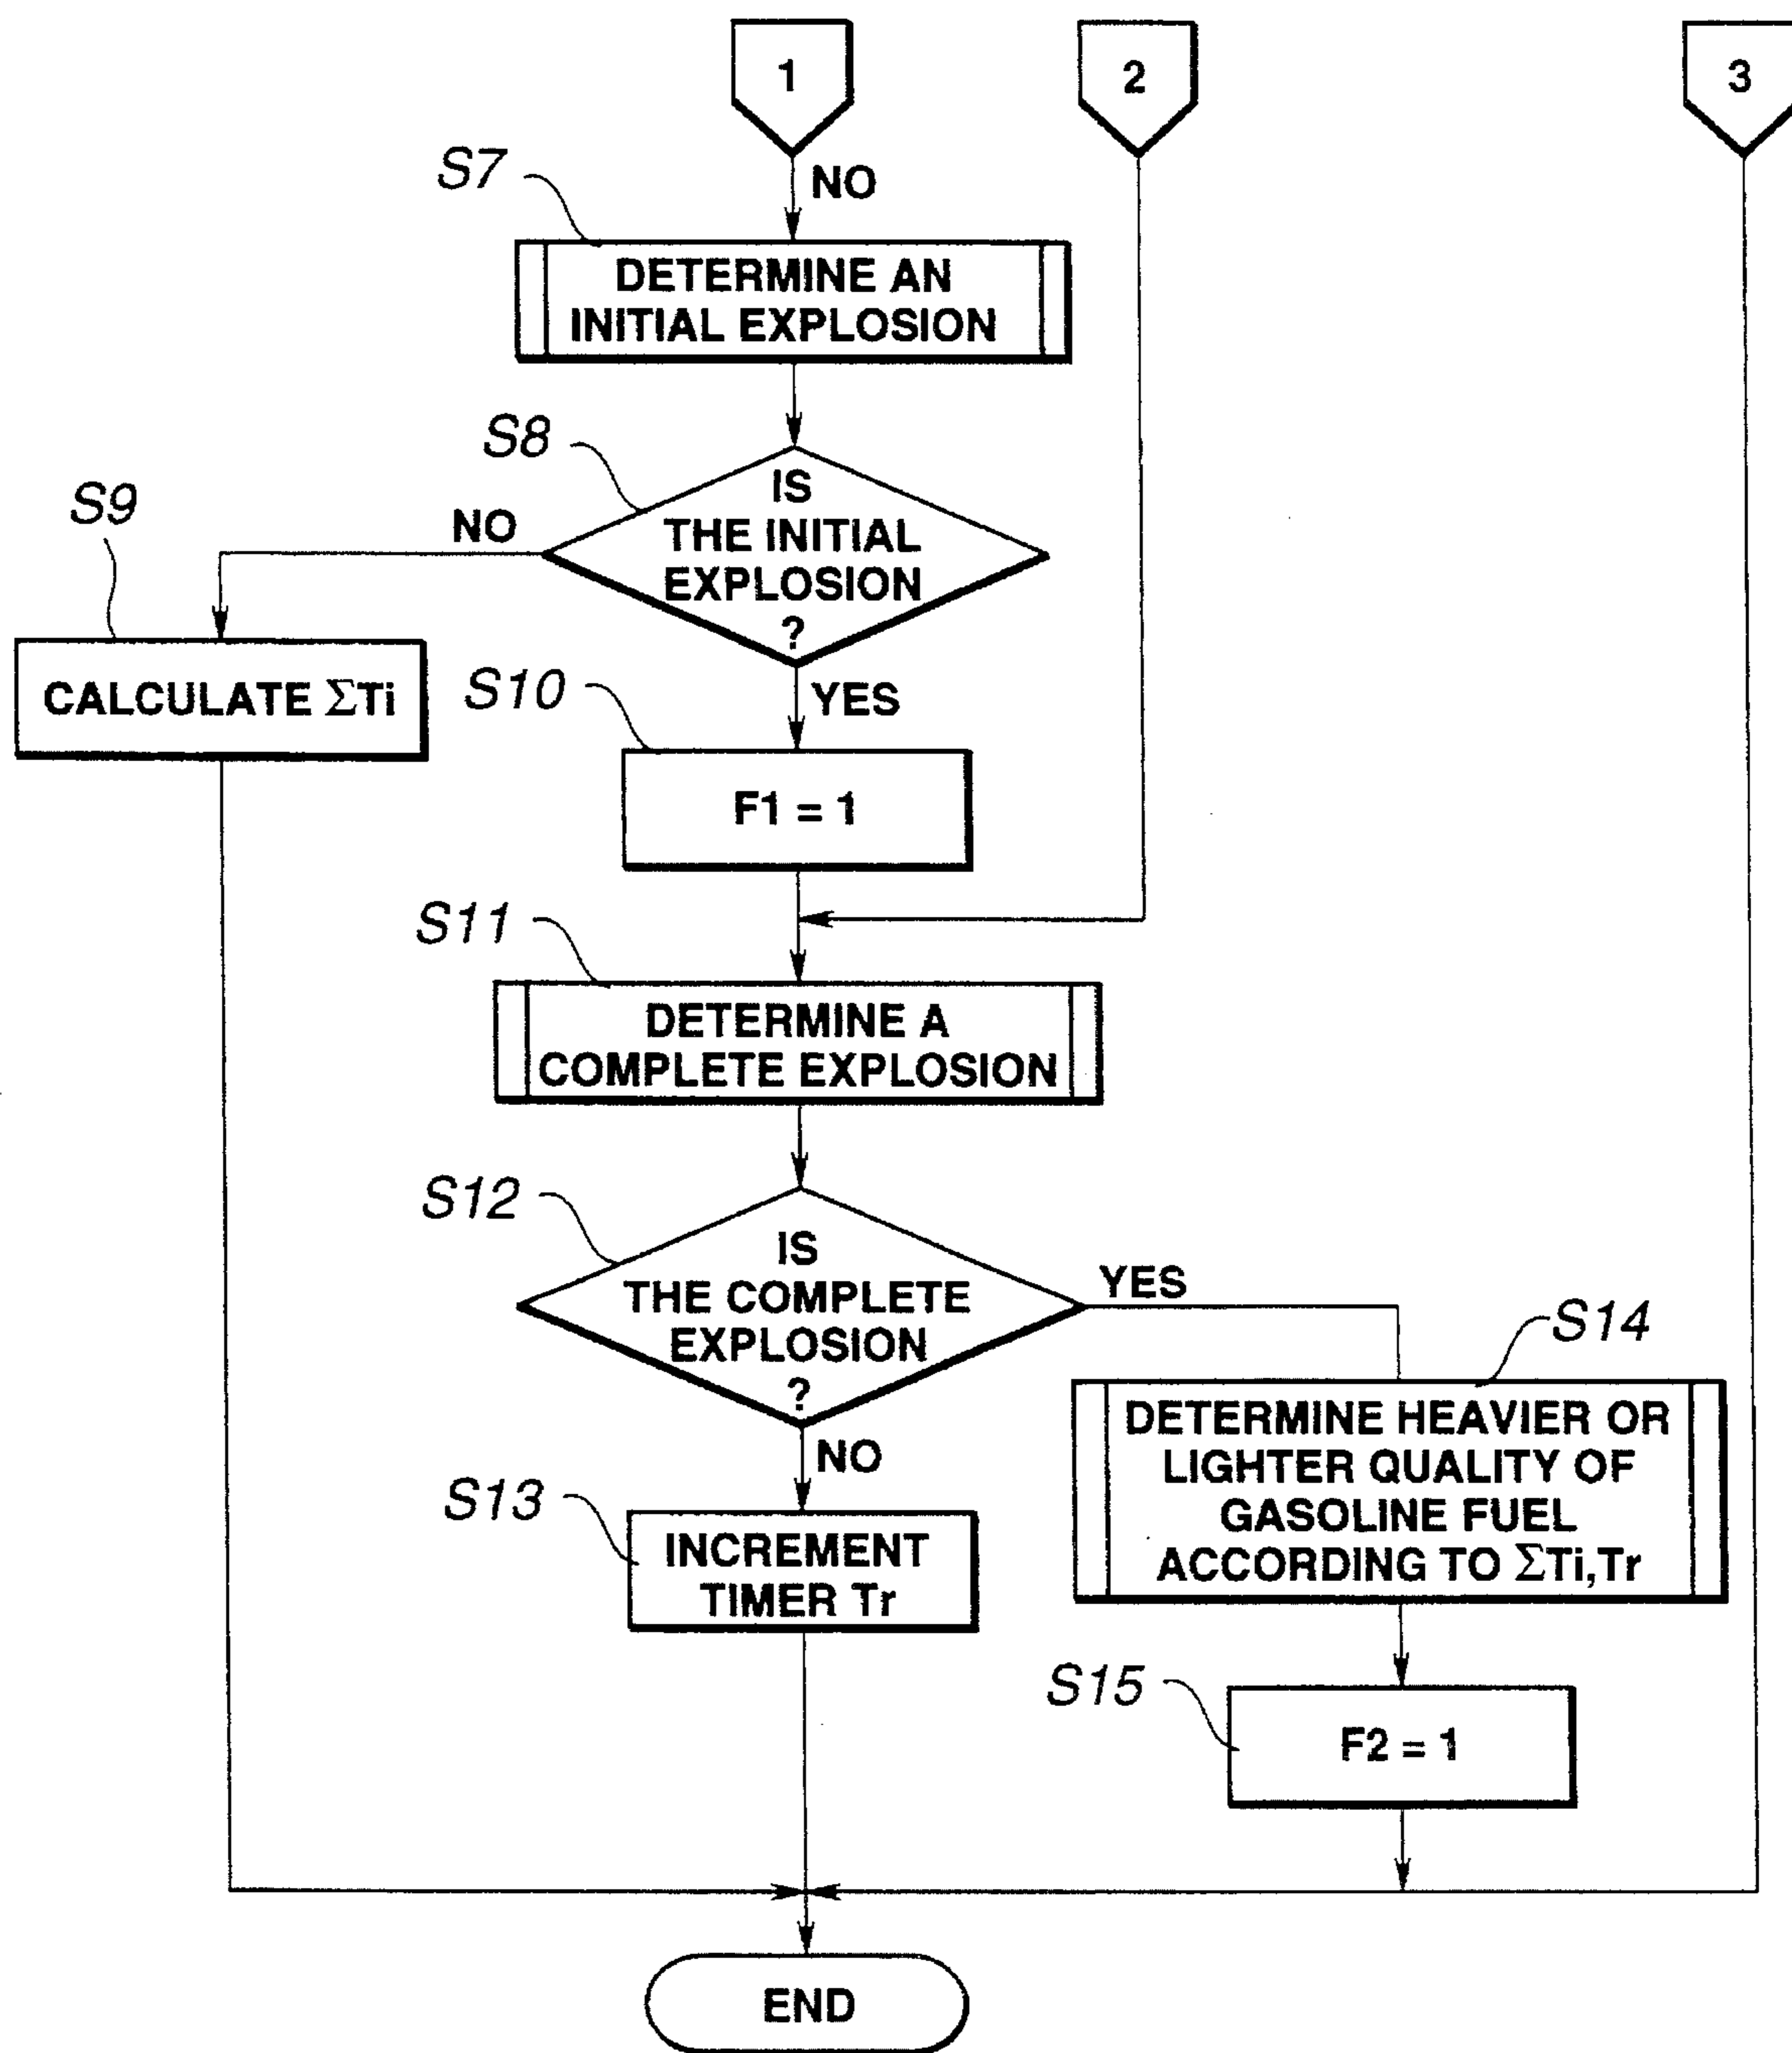 1
2
3
NO
S7
DETERMINE AN
INITIAL EXPLOSION
S8
IS
THE INITIAL
EXPLOSION
?
NO
S9
CALCULATE ΣTi
YES
S10
F1 = 1
S11
DETERMINE A
COMPLETE EXPLOSION
S12
IS
THE COMPLETE
EXPLOSION
?
YES
S14
DETERMINE HEAVIER OR
LIGHTER QUALITY OF
GASOLINE FUEL
ACCORDING TO ΣTi,Tr
NO
S13
INCREMENT
TIMER Tr
S15
F2 = 1
END